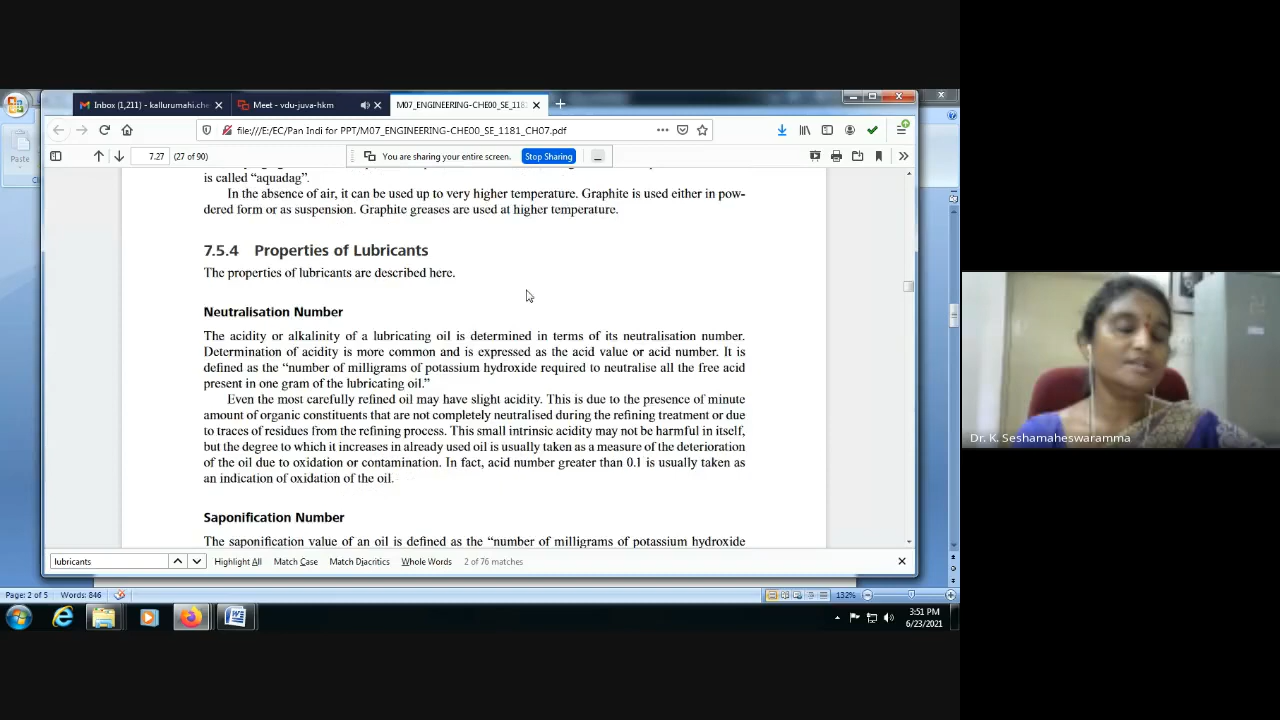 Inbox (1,211) - kallurumahi.che
Meet - vdu-juva-hkm
M07_ENGINEERING-CHE00_SE_118
file:///E:/EC/Pan Indi for PPT/M07_ENGINEERING-CHE00_SE_1181_CH07.pdf
Paste
7.27
(27 of 90)
You are sharing your entire screen.
Stop Sharing
is called “aquadag”.
In the absence of air, it can be used up to very higher temperature. Graphite is used either in pow-
dered form or as suspension. Graphite greases are used at higher temperature.
7.5.4 Properties of Lubricants
The properties of lubricants are described here.
Neutralisation Number
The acidity or alkalinity of a lubricating oil is determined in terms of its neutralisation number.
Determination of acidity is more common and is expressed as the acid value or acid number. It is
defined as the “number of milligrams of potassium hydroxide required to neutralise all the free acid
present in one gram of the lubricating oil.”
Even the most carefully refined oil may have slight acidity. This is due to the presence of minute
amount of organic constituents that are not completely neutralised during the refining treatment or due
to traces of residues from the refining process. This small intrinsic acidity may not be harmful in itself,
but the degree to which it increases in already used oil is usually taken as a measure of the deterioration
of the oil due to oxidation or contamination. In fact, acid number greater than 0.1 is usually taken as
an indication of oxidation of the oil.
Saponification Number
The saponification value of an oil is defined as the “number of milligrams of potassium hydroxide
lubricants
Highlight All
Match Case
Match Diacritics
Whole Words
2 of 76 matches
Page: 2 of 5
Words: 846
132%
3:51 PM
6/23/2021
Dr. K. Seshamaheswaramma